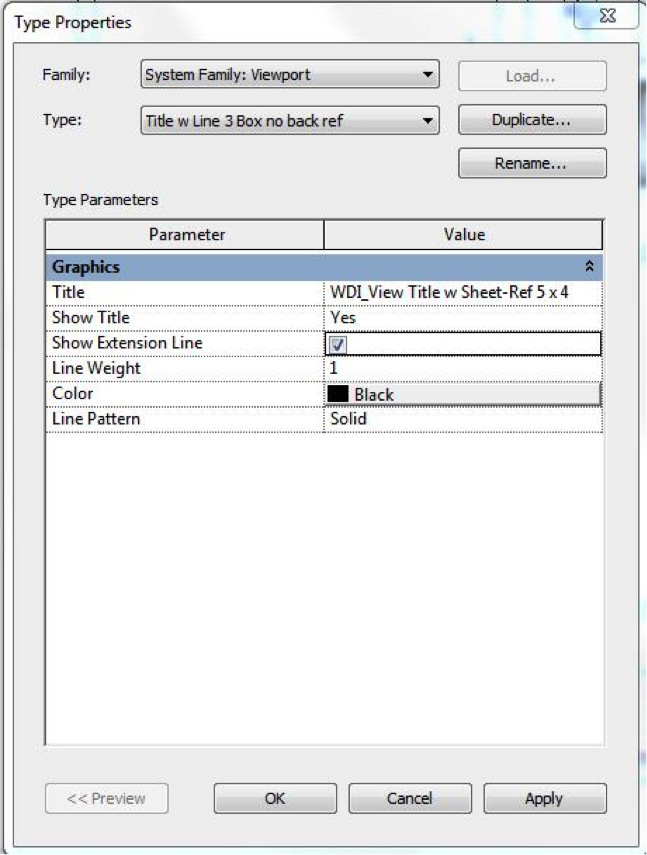 Type Properties
Family: System Family: Viewport Load...
Type: Title w Line 3 Box no back ref Duplicate...
Rename...
Type Parameters
Parameter Value
Graphics
Title WDI_View Title w Sheet-Ref 5 x 4
Show Title Yes
Show Extension Line
Line Weight 1
Color Black
Line Pattern Solid
<< Preview OK Cancel Apply